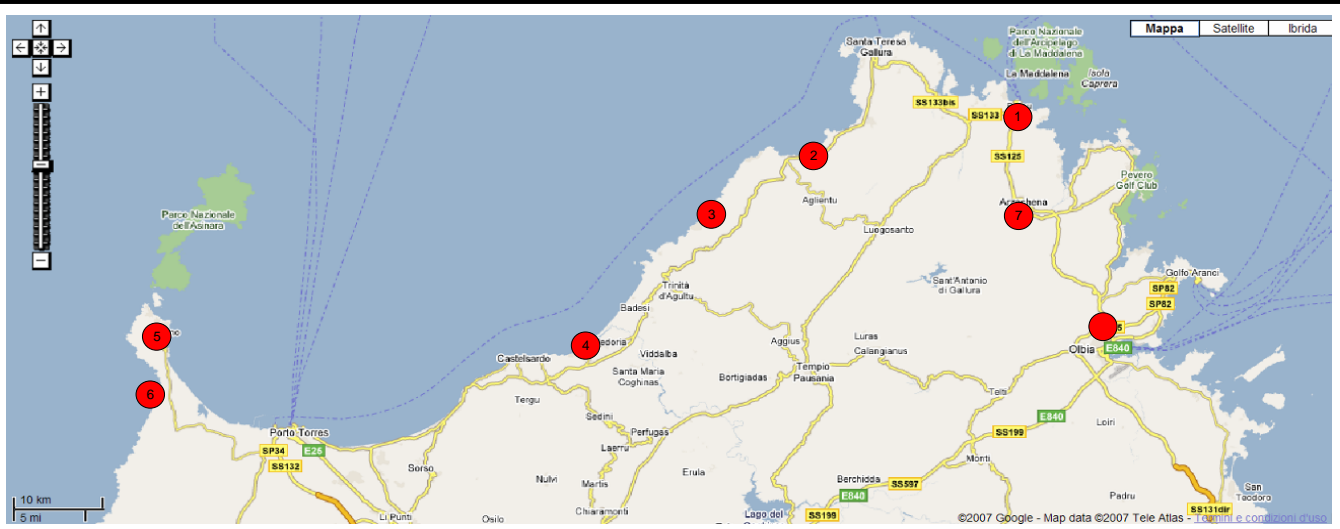 Mappa
Satellite
Ibrida
Parco Nazionale
dell'Arcipelago
di La Maddalena
Santa Teresa
Gallura
La Maddalena
Isola
Caprera
SS133bis
SS133
1
SS125
2
Pevero
Golf Club
Aglientu
Parco Nazionale
dell'Asinara
3
7
Luogosanto
Golfo Aranci
Sant'Antonio
di Gallura
SP82
SP82
Trinità
d'Agultu
Badesi
5
4
Viddalba
Castelsardo
Aggius
Luras
Calangianus
Olbia
E840
Santa Maria
Coghinas
Bortigiadas
Tempio
Pausania
6
Tergu
Telti
Sedini
E840
Loiri
Porto Torres
Perfugas
SS199
SP34
E25
Laerru
SS132
Sorso
Erula
Monti
Nulvi
Martis
Berchidda
SS597
E840
Padru
San
Teodoro
10 km
5 mi
Li Punti
Osilo
Chiaramonti
Lago del
SS199
SS131dir
©2007 Google - Map data ©2007 Tele Atlas - Termini e condizioni d'uso